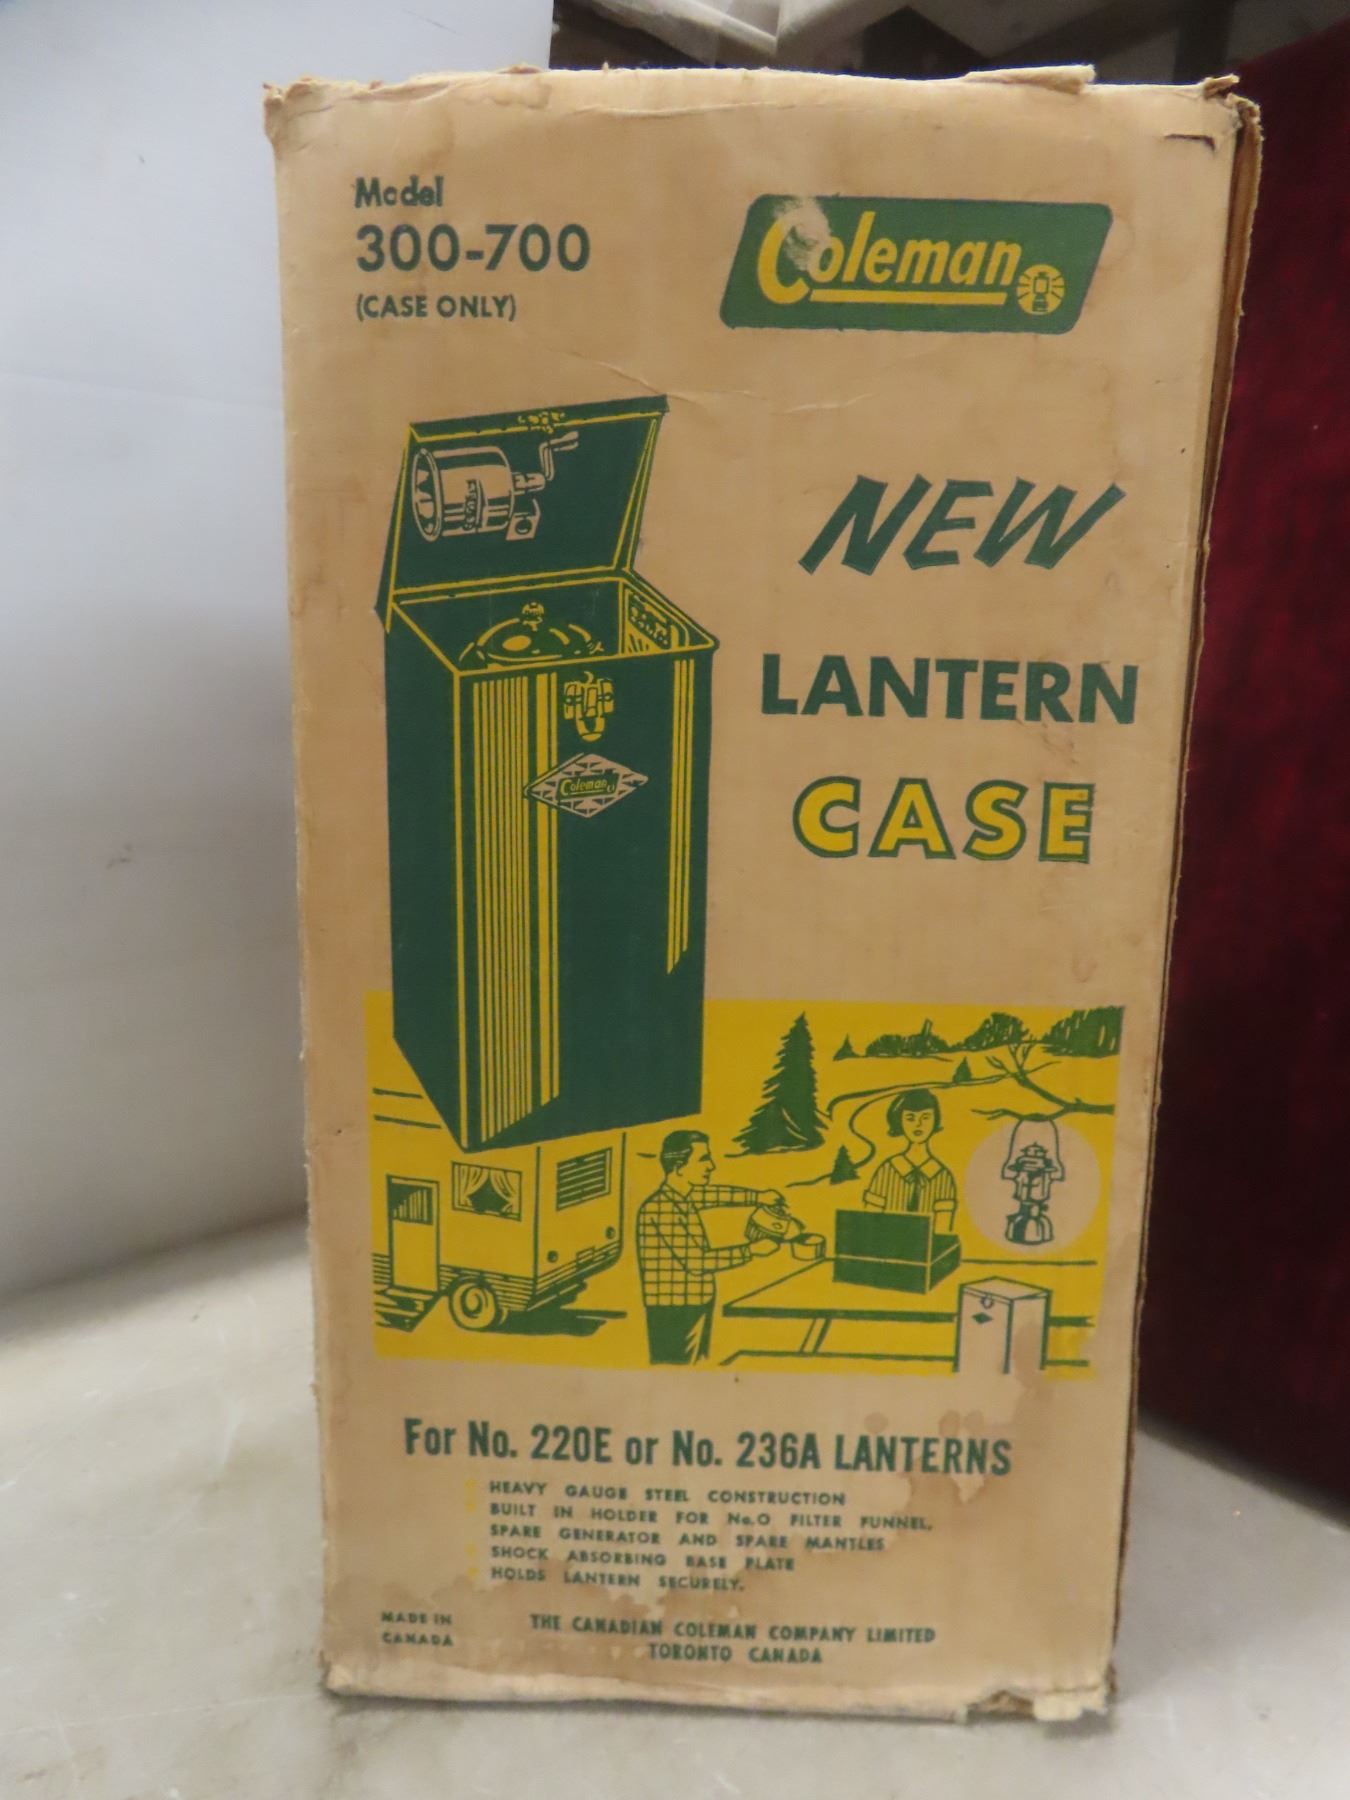 Model
300-700
(CASE ONLY)
Coleman
NEW
LANTERN
CASE
Coleman
For No. 220E or No. 236A LANTERNS
HEAVY GAUGE STEEL CONSTRUCTION
BUILT IN HOLDER FOR No.O FILTER FUNNEL,
SPARE GENERATOR AND SPARE MANTLES
SHOCK ABSORBING BASE PLATE
HOLDS LANTERN SECURELY.
MADE IN
CANADA
THE CANADIAN COLEMAN COMPANY LIMITED
TORONTO CANADA